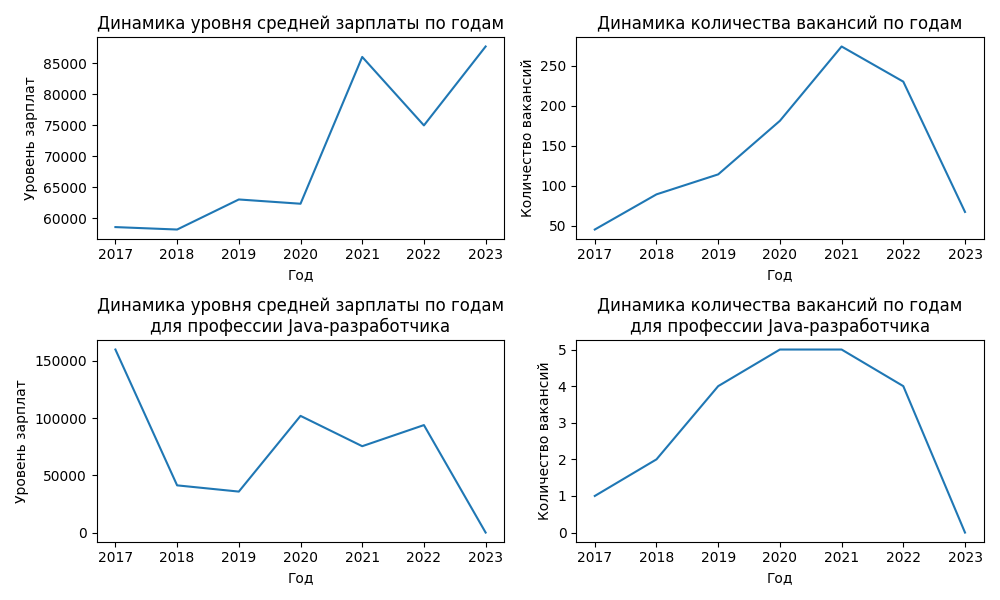 Динамика уровня средней зарплаты по годам
Уровень зарплат
85000
80000
75000
70000
65000
60000
2017 2018 2019 2020 2021 2022 2023
Год
Динамика количества вакансий по годам
Количество вакансий
250
200
150
100
50
2017 2018 2019 2020 2021 2022 2023
Год
Динамика уровня средней зарплаты по годам
для профессии Java-разработчика
Уровень зарплат
150000
100000
50000
0
2017 2018 2019 2020 2021 2022 2023
Год
Динамика количества вакансий по годам
для профессии Java-разработчика
Количество вакансий
5
4
3
2
1
0
2017 2018 2019 2020 2021 2022 2023
Год